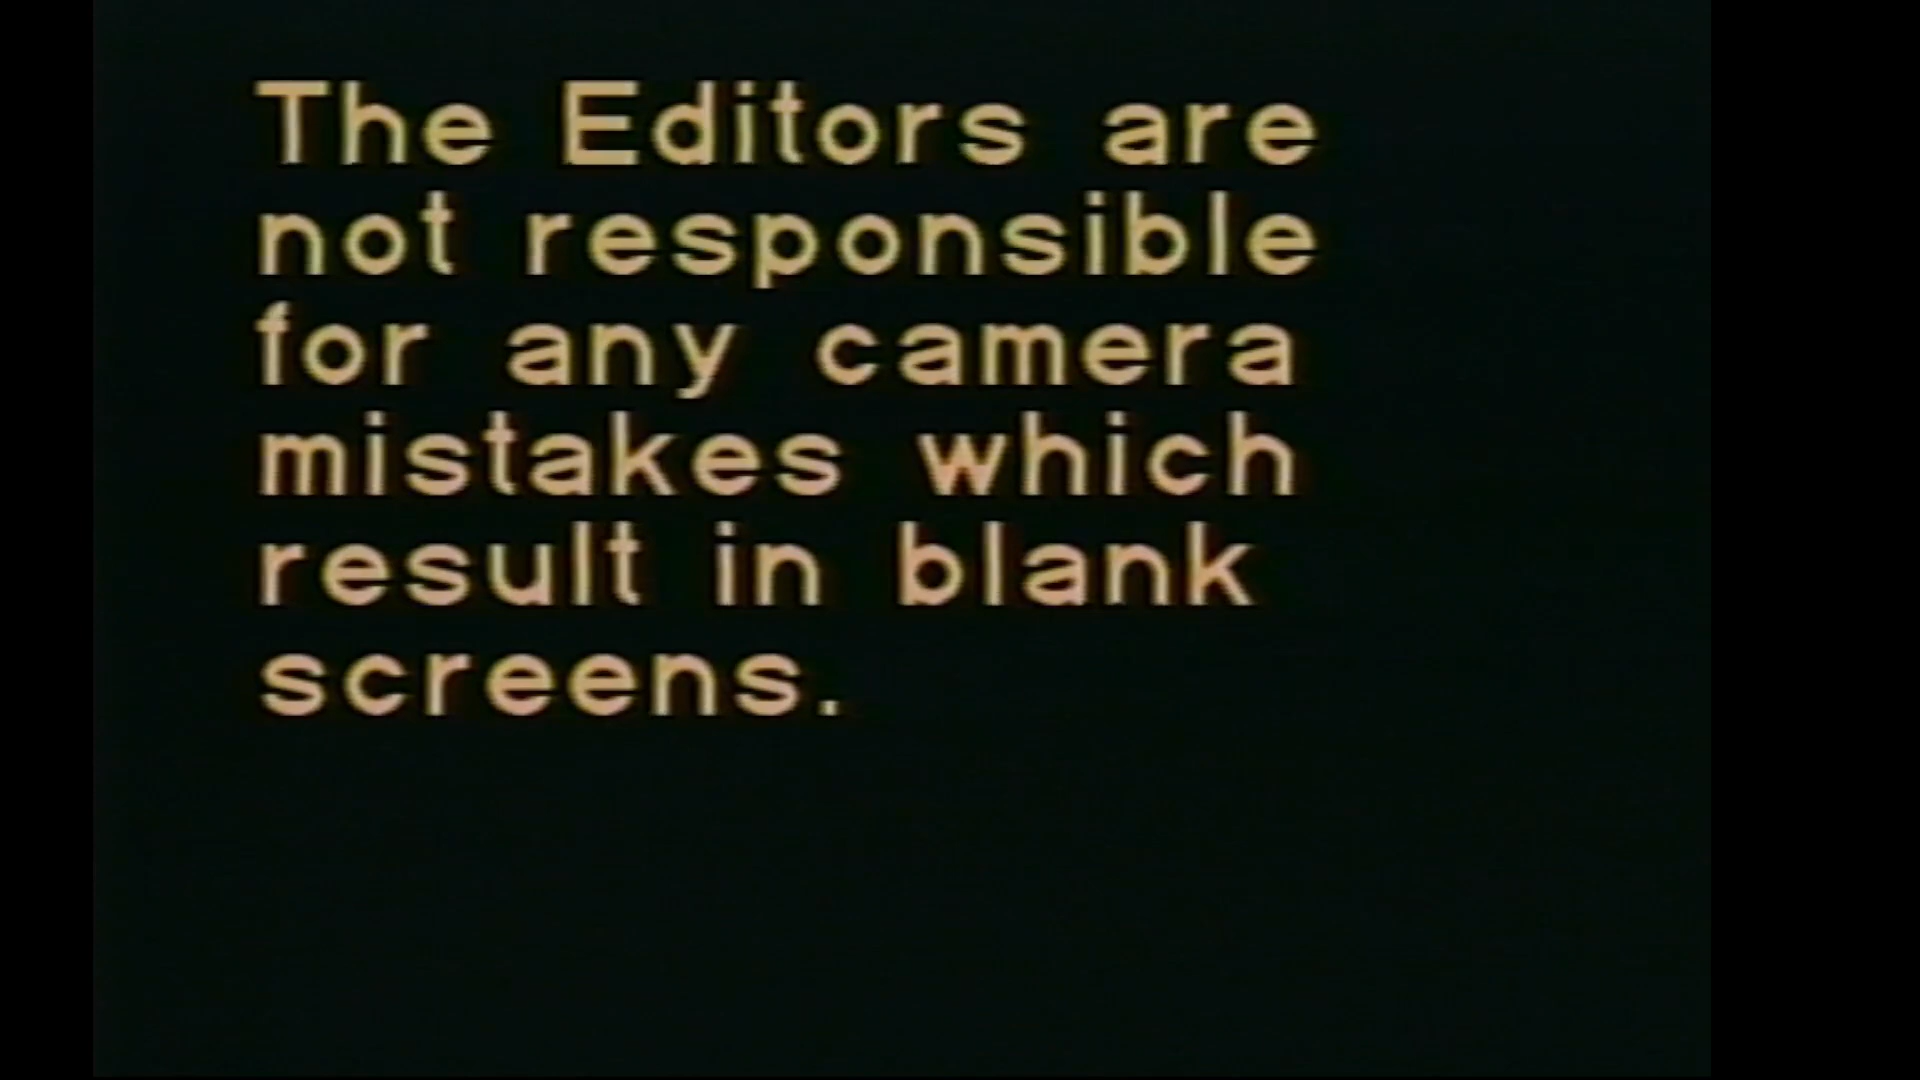 The Editors are
not responsible
for any camera
mistakes which
result in blank
screens.